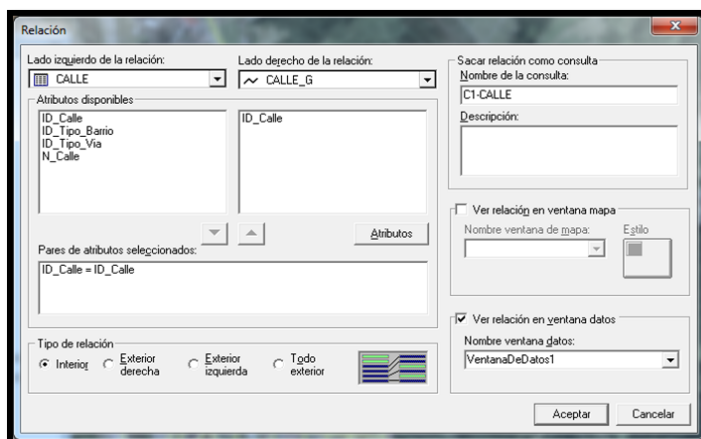 Relación
Lado izquierdo de la relación:
CALLE
Lado derecho de la relación:
CALLE_G
Atributos disponibles
ID_Calle
ID_Tipo_Barrio
ID_Tipo_Via
N_Calle
ID_Calle
Atributos
Pares de atributos seleccionados:
ID_Calle = ID_Calle
Tipo de relación
Interior
Exterior
derecha
Exterior
izquierda
Todo
exterior
Sacar relación como consulta
Nombre de la consulta:
C1-CALLE
Descripción:
Ver relación en ventana mapa
Nombre ventana de mapa:
Estilo
Ver relación en ventana datos
Nombre ventana datos:
VentanaDeDatos1
Aceptar
Cancelar